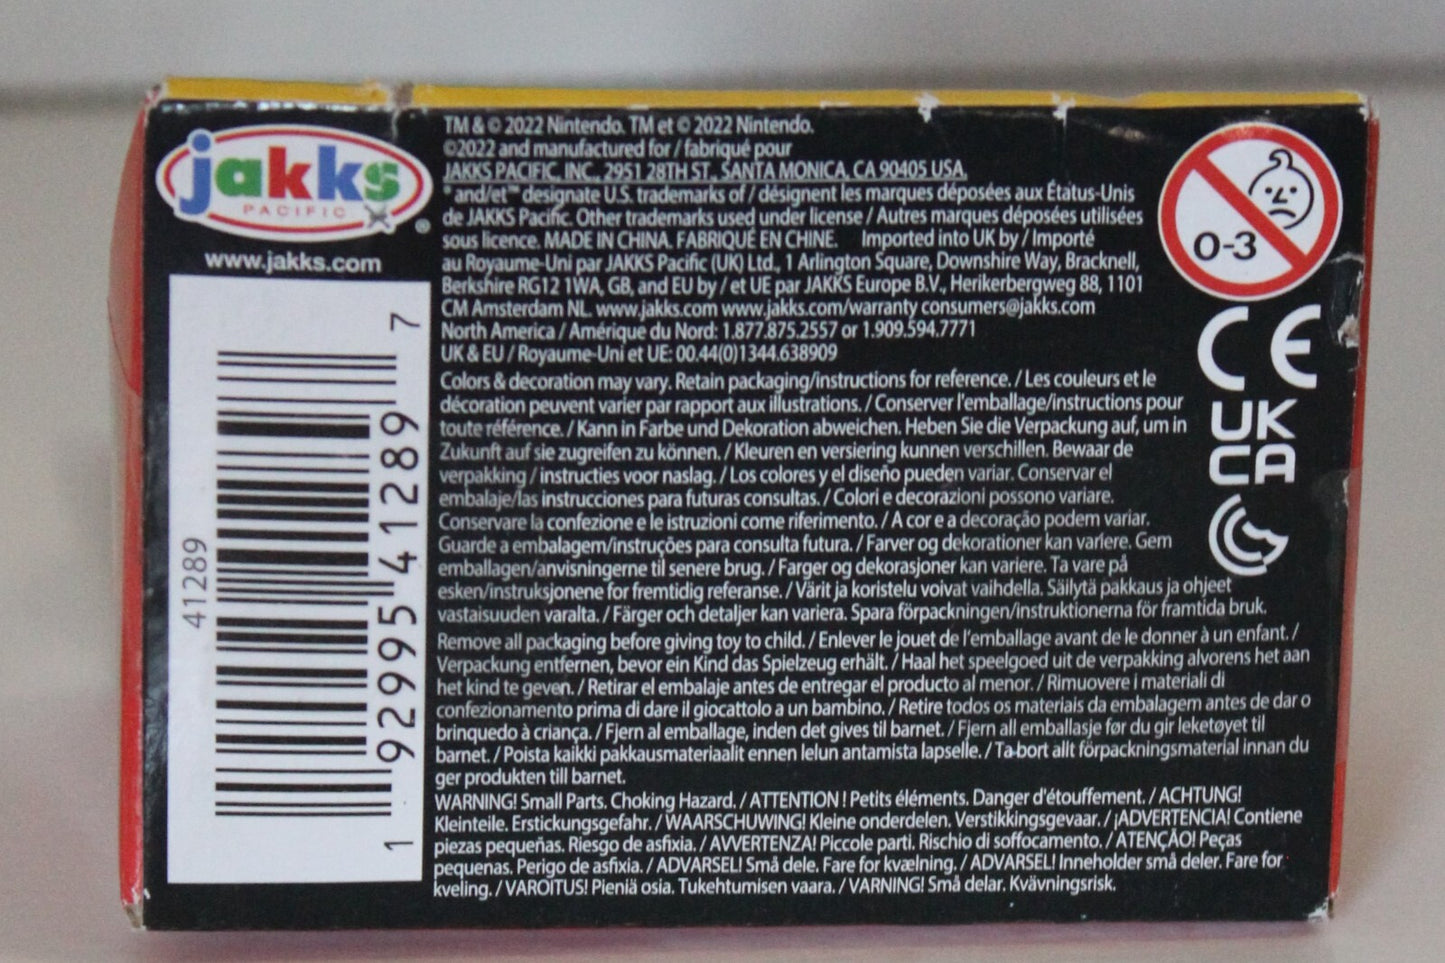 jakks
PACIFIC
®
www.jakks.com
41289
1 92995 41289 7
TM & © 2022 Nintendo. TM et © 2022 Nintendo.
©2022 and manufactured for / fabriqué pour
JAKKS PACIFIC, INC., 2951 28TH ST., SANTA MONICA, CA 90405 USA.
® and/et ™ designate U.S. trademarks of / désignent les marques déposées aux États-Unis
de JAKKS Pacific. Other trademarks used under license / Autres marques déposées utilisées
sous licence. MADE IN CHINA. FABRIQUÉ EN CHINE. Imported into UK by / Importé
au Royaume-Uni par JAKKS Pacific (UK) Ltd., 1 Arlington Square, Downshire Way, Bracknell,
Berkshire RG12 1WA, GB, and EU by / et UE par JAKKS Europe B.V., Herikerbergweg 88, 1101
CM Amsterdam NL. www.jakks.com www.jakks.com/warranty consumers@jakks.com
North America / Amérique du Nord: 1.877.875.2557 or 1.909.594.7771
UK & EU / Royaume-Uni et UE: 00.44(0)1344.638909
Colors & decoration may vary. Retain packaging/instructions for reference. / Les couleurs et le
décoration peuvent varier par rapport aux illustrations. / Conserver l'emballage/instructions pour
toute référence. / Kann in Farbe und Dekoration abweichen. Heben Sie die Verpackung auf, um in
Zukunft auf sie zugreifen zu können. / Kleuren en versiering kunnen verschillen. Bewaar de
verpakking / instructies voor naslag. / Los colores y el diseño pueden variar. Conservar el
embalaje/las instrucciones para futuras consultas. / Colori e decorazioni possono variare.
Conservare la confezione e le istruzioni come riferimento. / A cor e a decoração podem variar.
Guarde a embalagem/instruções para consulta futura. / Farver og dekorationer kan variere. Gem
emballagen/anvisningerne til senere brug. / Farger og dekorasjoner kan variere. Ta vare på
esken/instruksjonene for fremtidig referanse. / Värit ja koristelu voivat vaihdella. Säilytä pakkaus ja ohjeet
vastaisuuden varalta. / Färger och detaljer kan variera. Spara förpackningen/instruktionerna för framtida bruk.
Remove all packaging before giving toy to child. / Enlever le jouet de l'emballage avant de le donner à un enfant. /
Verpackung entfernen, bevor ein Kind das Spielzeug erhält. / Haal het speelgoed uit de verpakking alvorens het aan
het kind te geven. / Retirar el embalaje antes de entregar el producto al menor. / Rimuovere i materiali di
confezionamento prima di dare il giocattolo a un bambino. / Retire todos os materiais da embalagem antes de dar o
brinquedo à criança. / Fjern al emballage, inden det gives til barnet. / Fjern all emballasje før du gir leketøyet til
barnet. / Poista kaikki pakkausmateriaalit ennen lelun antamista lapselle. / Ta bort allt förpackningsmaterial innan du
ger produkten till barnet.
WARNING! Small Parts. Choking Hazard. / ATTENTION ! Petits éléments. Danger d'étouffement. / ACHTUNG!
Kleinteile. Erstickungsgefahr. / WAARSCHUWING! Kleine onderdelen. Verstikkingsgevaar. / ¡ADVERTENCIA! Contiene
piezas pequeñas. Riesgo de asfixia. / AVVERTENZA! Piccole parti. Rischio di soffocamento. / ATENÇÃO! Peças
pequenas. Perigo de asfixia. / ADVARSEL! Små dele. Fare for kvælning. / ADVARSEL! Inneholder små deler. Fare for
kveling. / VAROITUS! Pieniä osia. Tukehtumisen vaara. / VARNING! Små delar. Kvävningsrisk.
0-3
CE
UK
CA